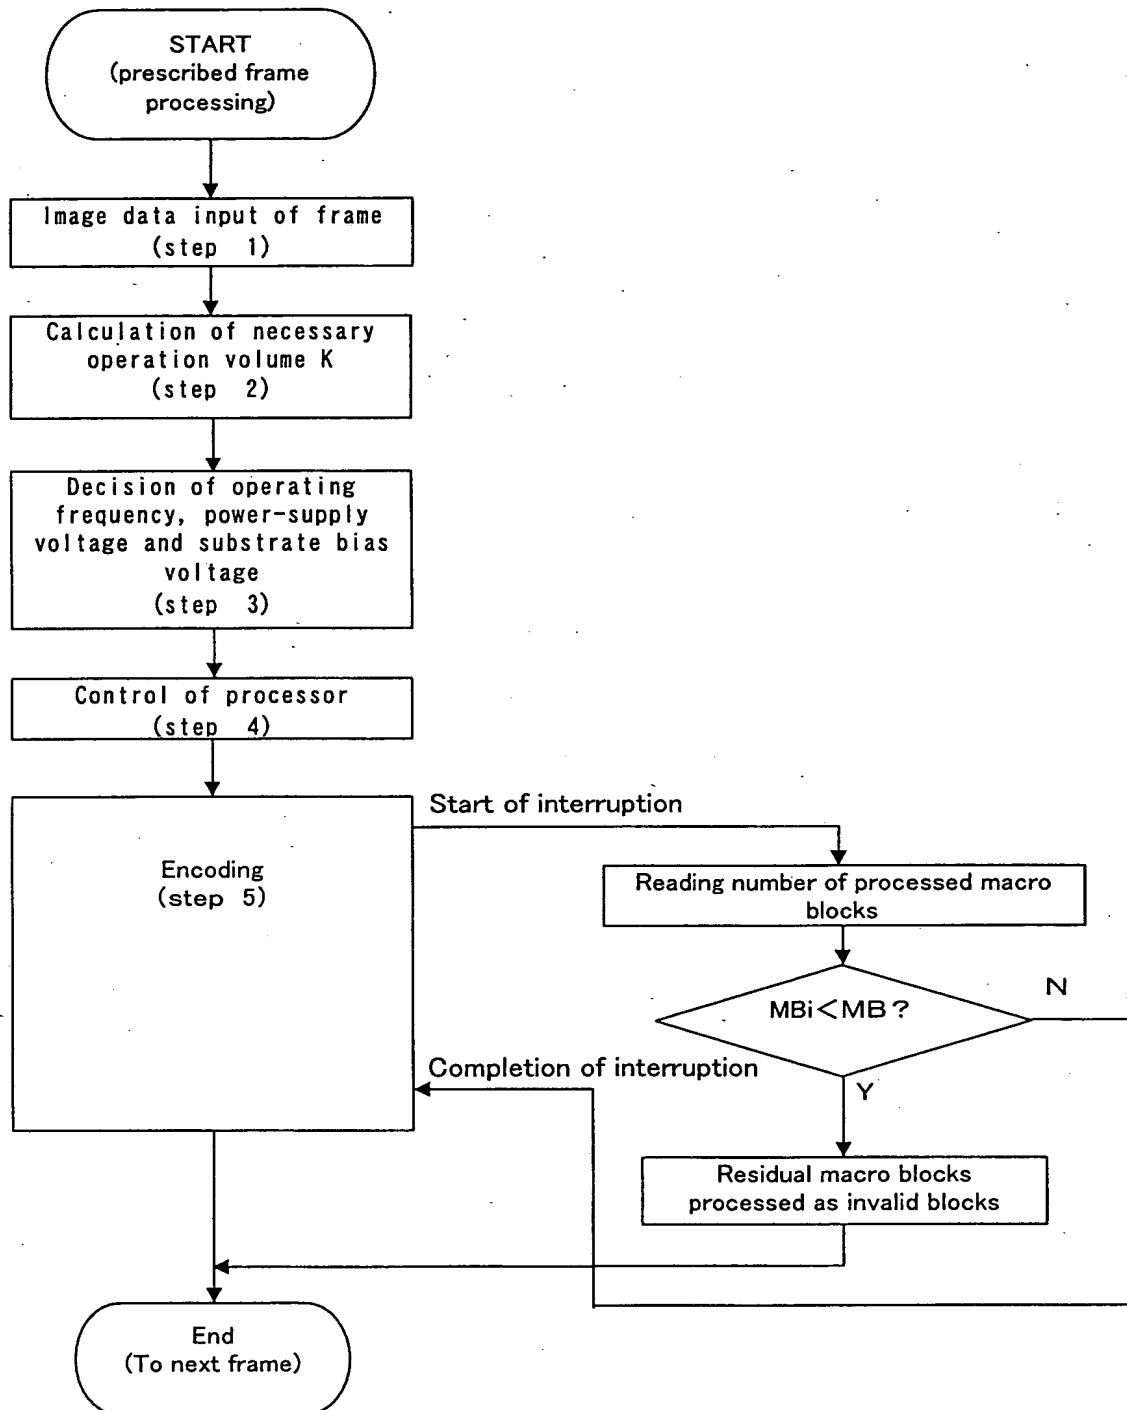 START
(prescribed frame
processing)
Image data input of frame
(step 1)
Calculation of necessary
operation volume K
(step 2)
Decision of operating
frequency, power-supply
voltage and substrate bias
voltage
(step 3)
Control of processor
(step 4)
Encoding
(step 5)
Start of interruption
Reading number of processed macro
blocks
MBi<MB?
N
Y
Completion of interruption
Residual macro blocks
processed as invalid blocks
End
(To next frame)